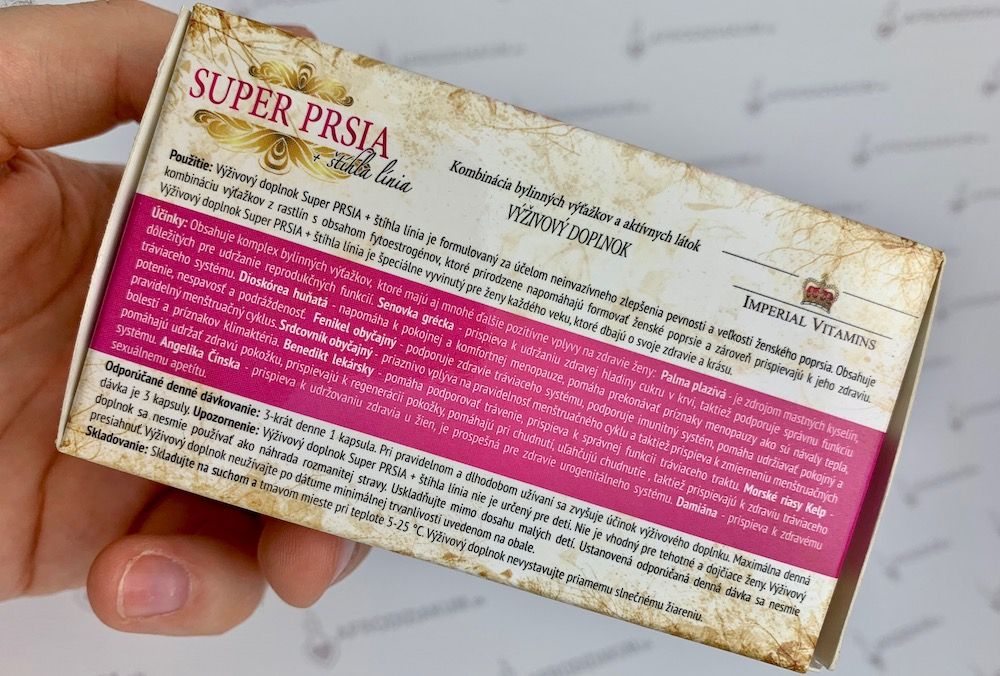 SUPER PRSIA
+ štíhla línia
Kombinácia bylinných výťažkov a aktívnych látok
VÝŽIVOVÝ DOPLNOK
IMPERIAL VITAMINS
Použitie: Výživový doplnok Super PRSIA + štíhla línia je formulovaný za účelom neinvazívneho zlepšenia pevnosti a veľkosti ženského poprsia. Obsahuje
kombináciu výťažkov z rastlín s obsahom fytoestrogénov, ktoré prirodzene napomáhajú formovať ženské poprsie a zároveň prispievajú k jeho zdraviu.
Výživový doplnok Super PRSIA + štíhla línia je špeciálne vyvinutý pre ženy každého veku, ktoré dbajú o svoje zdravie a krásu.
Účinky: Obsahuje komplex bylinných výťažkov, ktoré majú aj mnohé ďalšie pozitívne vplyvy na zdravie ženy: Palma plazivá - je zdrojom mastných kyselín,
dôležitých pre udržanie reprodukčných funkcií. Senovka grécka - prispieva k udržaniu zdravej hladiny cukru v krvi, taktiež podporuje správnu funkciu
tráviaceho systému. Dioskórea huňatá - napomáha k pokojnej a komfortnej menopauze, pomáha prekonávať príznaky menopauzy ako sú návaly tepla,
potenie, nespavosť a podráždenosť. Fenikel obyčajný - podporuje zdravie tráviaceho systému, podporuje imunitný systém, pomáha udržiavať pokojný a
pravidelný menštruačný cyklus. Srdcovník obyčajný - priaznivo vplýva na pravidelnosť menštruačného cyklu a taktiež prispieva k zmierneniu menštruačných
bolestí a príznakov klimaktéria. Benedikt lekársky - pomáha podporovať trávenie, prispieva k správnej funkcii tráviaceho traktu. Morské riasy Kelp -
pomáhajú udržať zdravú pokožku, prispievajú k regenerácii pokožky, pomáhajú pri chudnutí, uľahčujú chudnutie , taktiež prispievajú k zdraviu tráviaceho
systému. Angelika Čínska - prispieva k udržovaniu zdravia u žien, je prospešná pre zdravie urogenitálneho systému. Damiána - prispieva k zdravému
sexuálnemu apetítu.
Odporúčané denné dávkovanie: 3-krát denne 1 kapsula. Pri pravidelnom a dlhodobom užívaní sa zvyšuje účinok výživového doplnku. Maximálna denná
dávka je 3 kapsuly. Upozornenie: Výživový doplnok Super PRSIA + štíhla línia nie je určený pre deti. Nie je vhodný pre tehotné a dojčiace ženy. Výživový
doplnok sa nesmie používať ako náhrada rozmanitej stravy. Uskladňujte mimo dosahu malých detí. Ustanovená odporúčaná denná dávka sa nesmie
presiahnuť. Výživový doplnok neužívajte po dátume minimálnej trvanlivosti uvedenom na obale.
Skladovanie: Skladujte na suchom a tmavom mieste pri teplote 5-25 °C. Výživový doplnok nevystavujte priamemu slnečnému žiareniu.